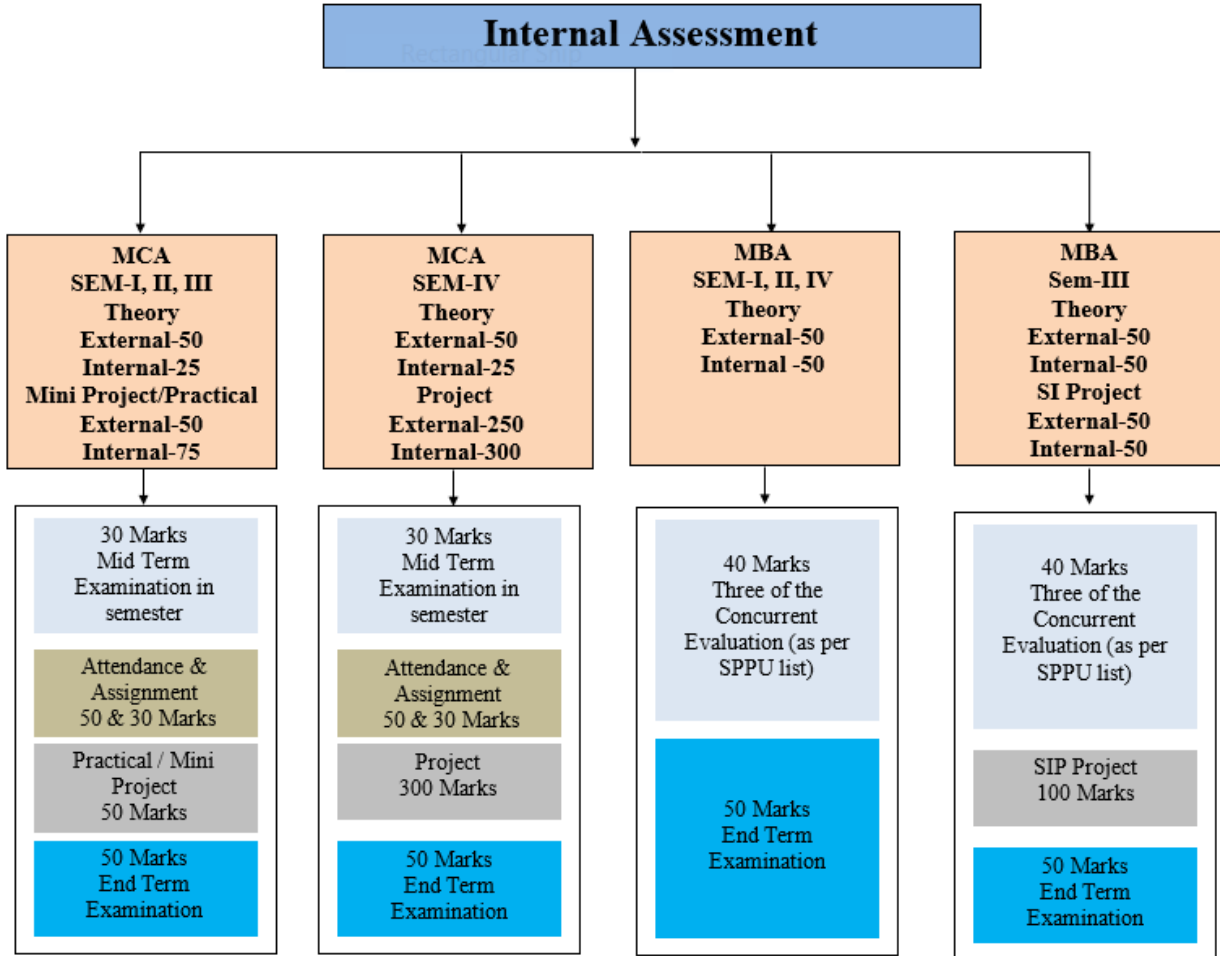 Internal Assessment
Rectangular Snip
MCA
SEM-I, II, III
Theory
External-50
Internal-25
Mini Project/Practical
External-50
Internal-75
MCA
SEM-IV
Theory
External-50
Internal-25
Project
External-250
Internal-300
MBA
SEM-I, II, IV
Theory
External-50
Internal -50
MBA
Sem-III
Theory
External-50
Internal-50
SI Project
External-50
Internal-50
30 Marks
Mid Term
Examination in
semester
Attendance &
Assignment
50 & 30 Marks
Practical / Mini
Project
50 Marks
50 Marks
End Term
Examination
30 Marks
Mid Term
Examination in
semester
Attendance &
Assignment
50 & 30 Marks
Project
300 Marks
50 Marks
End Term
Examination
40 Marks
Three of the
Concurrent
Evaluation (as per
SPPU list)
50 Marks
End Term
Examination
40 Marks
Three of the
Concurrent
Evaluation (as per
SPPU list)
SIP Project
100 Marks
50 Marks
End Term
Examination